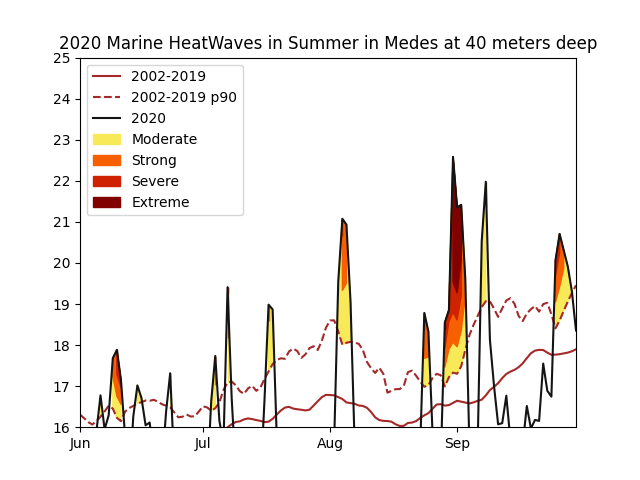 2020 Marine HeatWaves in Summer in Medes at 40 meters deep
25
24
23
22
21
20
19
18
17
16
2002-2019
2002-2019 p90
2020
Moderate
Strong
Severe
Extreme
Jun Jul Aug Sep